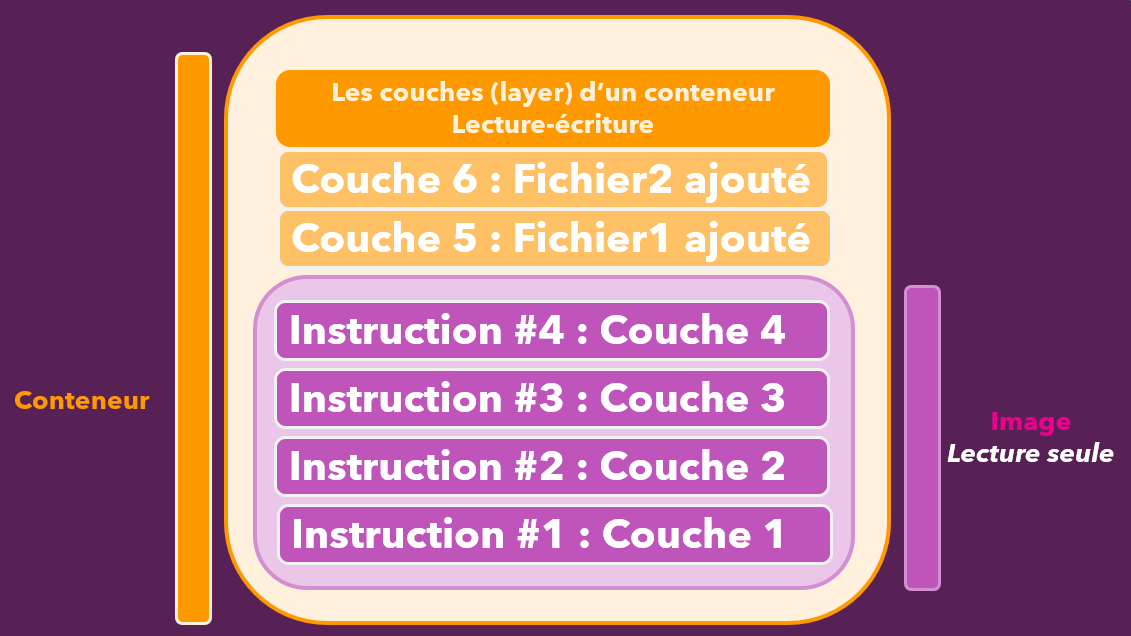 Les couches (layer) d’un conteneur
Lecture-écriture
Couche 6 : Fichier2 ajouté
Couche 5 : Fichier1 ajouté
Instruction #4 : Couche 4
Instruction #3 : Couche 3
Instruction #2 : Couche 2
Instruction #1 : Couche 1
Conteneur
Image
Lecture seule